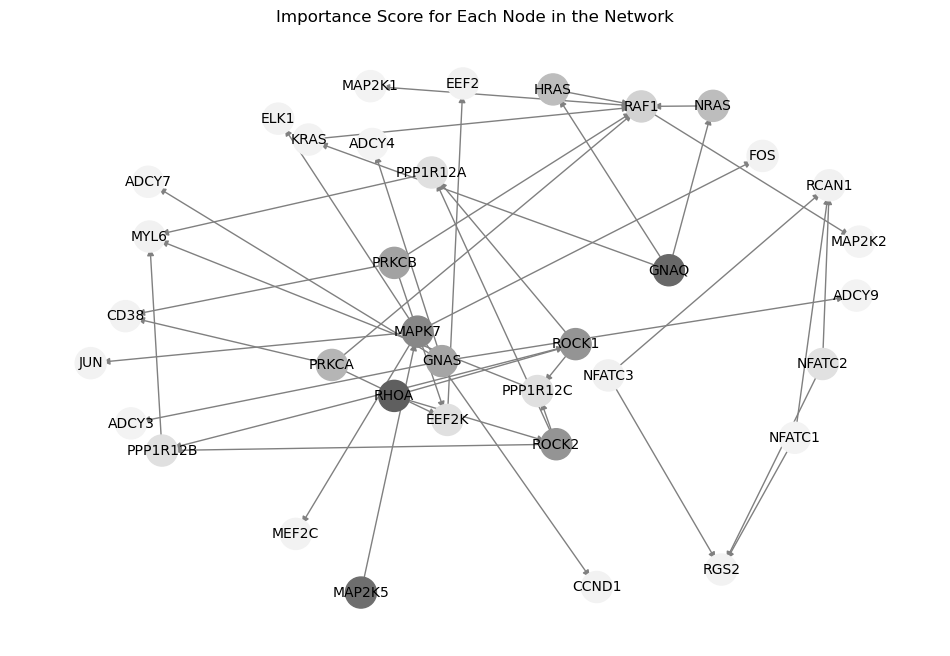 Importance Score for Each Node in the Network
MAP2K1
EEF2
HRAS
RAF1
NRAS
ELK1
KRAS
ADCY4
FOS
PPP1R12A
ADCY7
RCAN1
MYL6
MAP2K2
PRKCB
GNAQ
ADCY9
CD38
MAPK7
ROCK1
JUN
PRKCA
GNAS
NFATC3
NFATC2
PPP1R12C
RHOA
EEF2K
ADCY3
PPP1R12B
ROCK2
NFATC1
MEF2C
RGS2
MAP2K5
CCND1